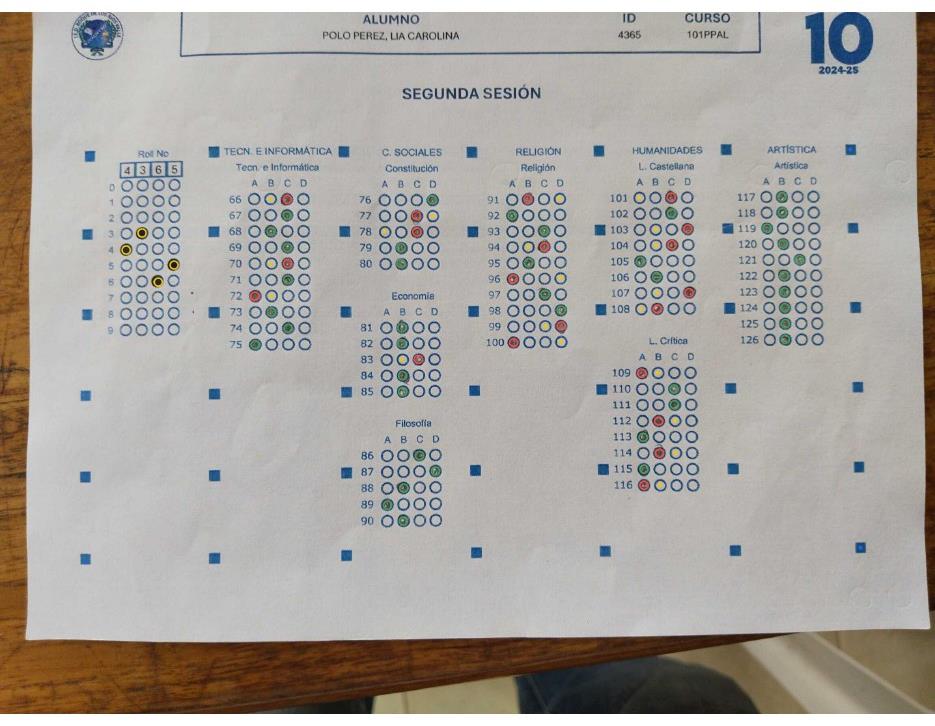 ALUMNO ID CURSO
POLO PEREZ, LIA CAROLINA 4365 101PPAL
10
2024-25
SEGUNDA SESIÓN
Roll No
4 3 6 5
0
1
2
3
4
5
6
7
8
9
TECN. E INFORMÁTICA
Tecn. e Informática
A B C D
66
67
68
69
70
71
72
73
74
75
C. SOCIALES
Constitución
A B C D
76
77
78
79
80
Economía
A B C D
81
82
83
84
85
Filosofía
A B C D
86
87
88
89
90
RELIGIÓN
Religión
A B C D
91
92
93
94
95
96
97
98
99
100
HUMANIDADES
L. Castellana
A B C D
101
102
103
104
105
106
107
108
L. Crítica
A B C D
109
110
111
112
113
114
115
116
ARTÍSTICA
Artística
A B C D
117
118
119
120
121
122
123
124
125
126